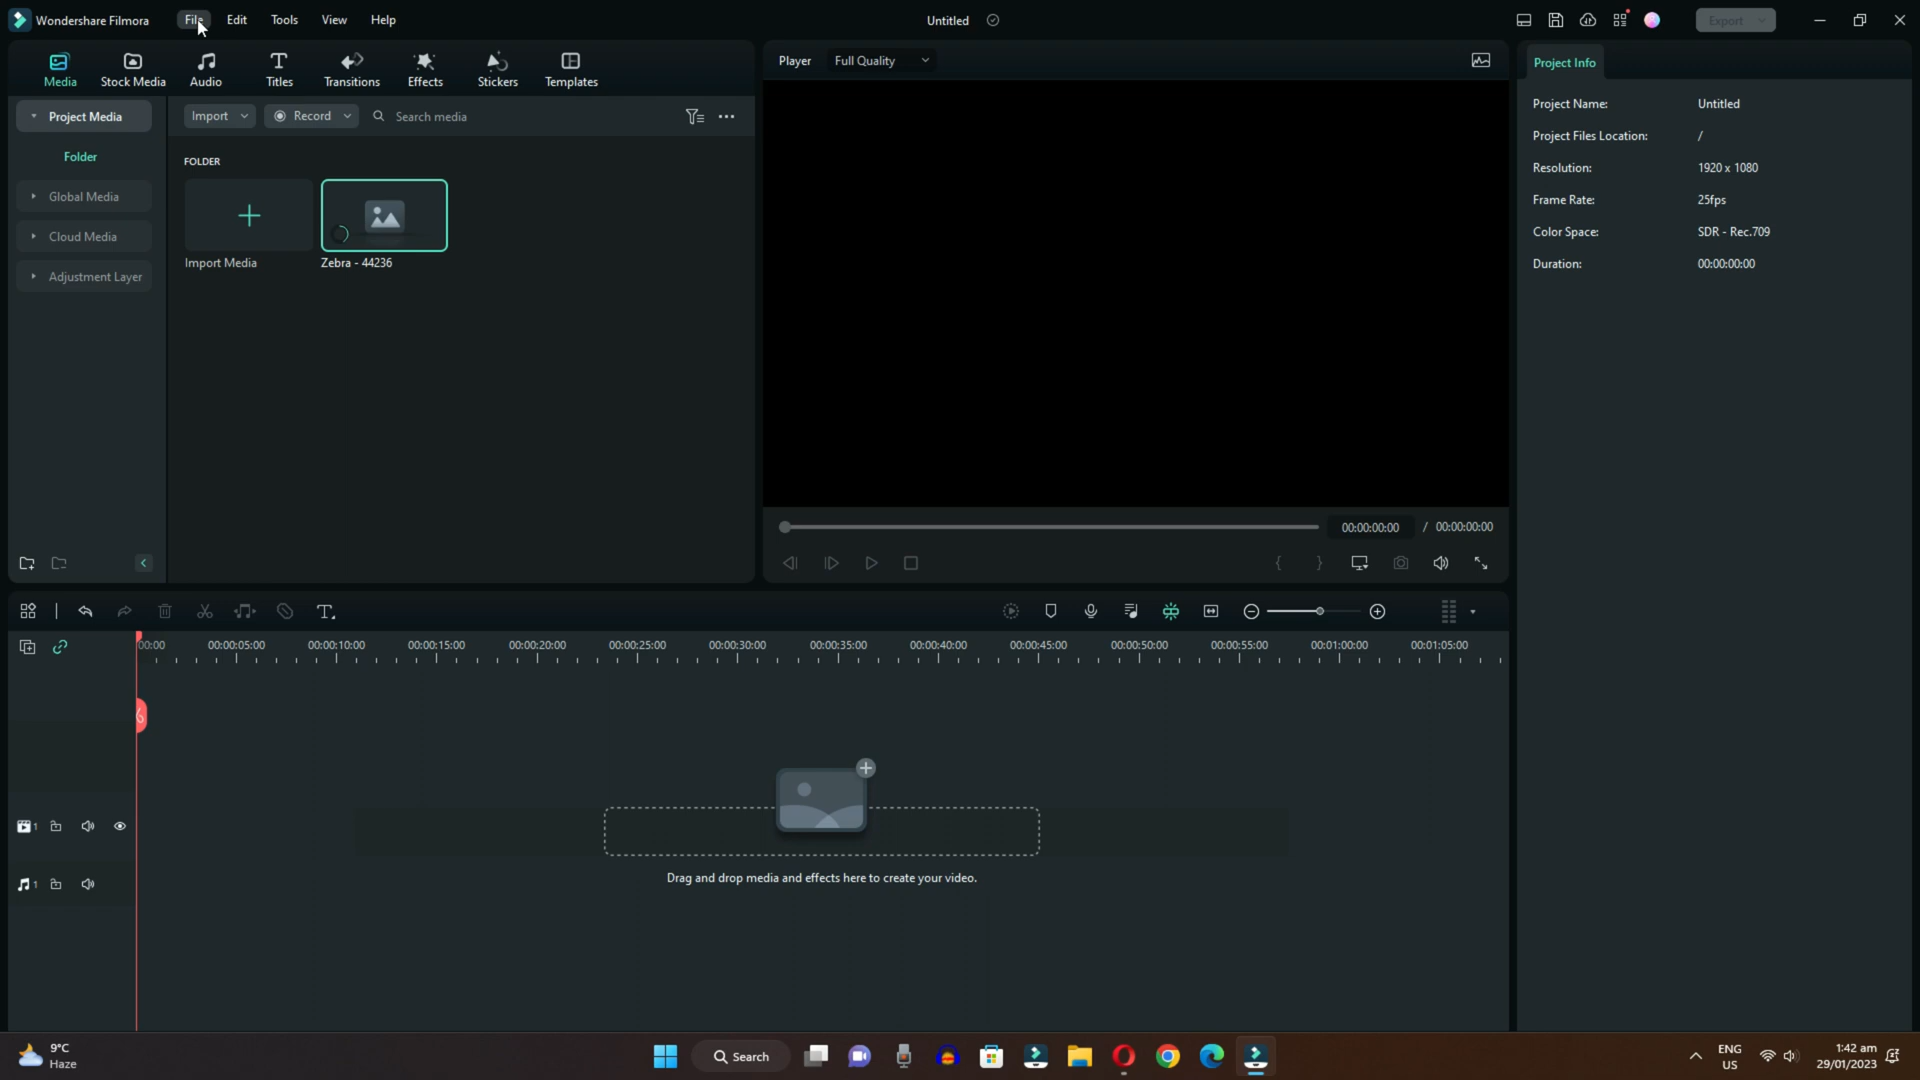 Wondershare Filmora File Edit Tools View Help Untitled Export
Media Stock Media Audio Titles Transitions Effects Stickers Templates
Player Full Quality
Project Info
Project Media
Import Record Search media
Folder
Global Media
Cloud Media
Adjustment Layer
FOLDER
Import Media Zebra - 44236
Project Name: Untitled
Project Files Location: /
Resolution: 1920 x 1080
Frame Rate: 25fps
Color Space: SDR - Rec.709
Duration: 00:00:00:00
00:00:00:00 / 00:00:00:00
00:00 00:00:05:00 00:00:10:00 00:00:15:00 00:00:20:00 00:00:25:00 00:00:30:00 00:00:35:00 00:00:40:00 00:00:45:00 00:00:50:00 00:00:55:00 00:01:00:00 00:01:05:00
1
Drag and drop media and effects here to create your video.
1
9°C
Haze
Search
ENG
US
1:42 am
29/01/2023